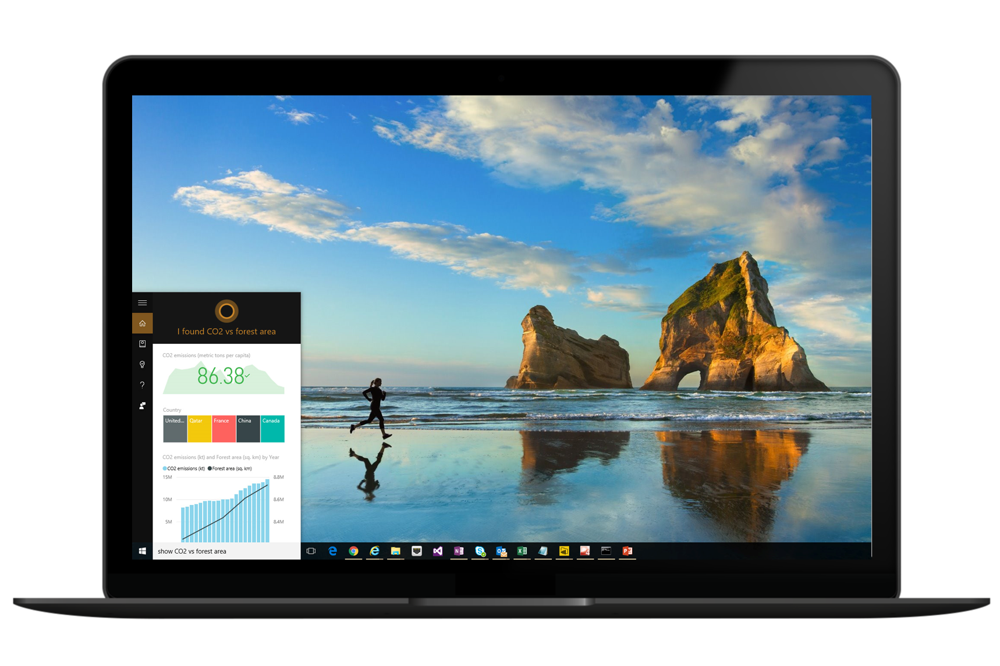 I found CO2 vs forest area
CO2 emissions (metric tons per capita)
86.38
Country
United... Qatar France China Canada
CO2 emissions (kt) and Forest area (sq. km) by Year
CO2 emissions (kt) Forest area (sq. km)
15M 8.8M
10M 8.6M
5M 8.4M
show CO2 vs forest area